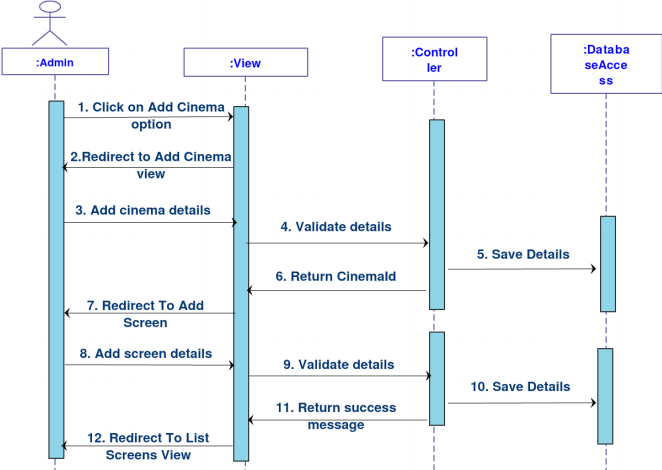 :Admin
:View
:Control
ler
:Databa
seAcce
ss
1. Click on Add Cinema
option
2.Redirect to Add Cinema
view
3. Add cinema details
4. Validate details
5. Save Details
6. Return CinemaId
7. Redirect To Add
Screen
8. Add screen details
9. Validate details
10. Save Details
11. Return success
message
12. Redirect To List
Screens View